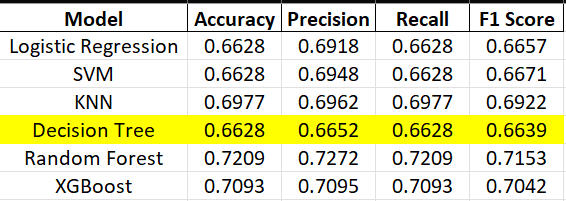 Model Accuracy Precision Recall F1 Score
Logistic Regression 0.6628 0.6918 0.6628 0.6657
SVM 0.6628 0.6948 0.6628 0.6671
KNN 0.6977 0.6962 0.6977 0.6922
Decision Tree 0.6628 0.6652 0.6628 0.6639
Random Forest 0.7209 0.7272 0.7209 0.7153
XGBoost 0.7093 0.7095 0.7093 0.7042